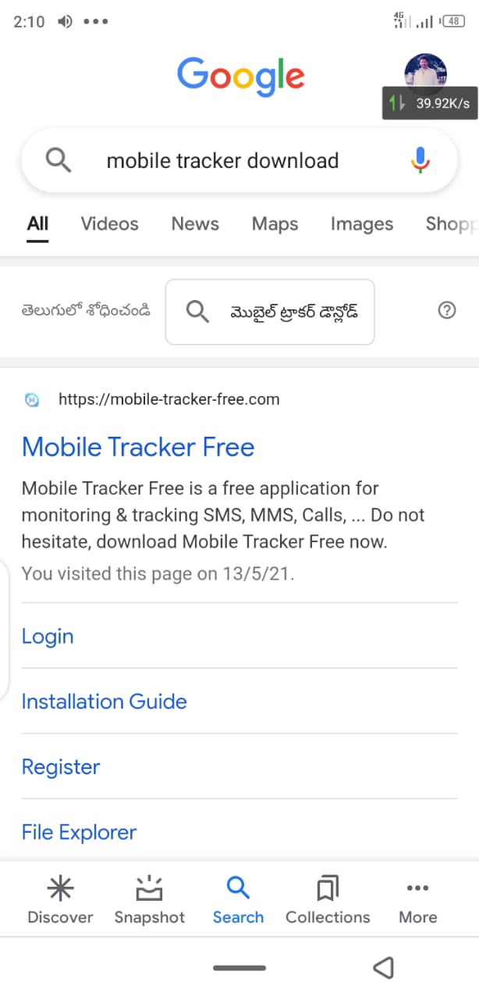 2:10
4G
48
Google
39.92K/s
mobile tracker download
All Videos News Maps Images Shopp
తెలుగులో శోధించండి మొబైల్ ట్రాకర్ డౌన్లోడ్ ?
https://mobile-tracker-free.com
Mobile Tracker Free
Mobile Tracker Free is a free application for
monitoring & tracking SMS, MMS, Calls, ... Do not
hesitate, download Mobile Tracker Free now.
You visited this page on 13/5/21.
Login
Installation Guide
Register
File Explorer
Discover Snapshot Search Collections More